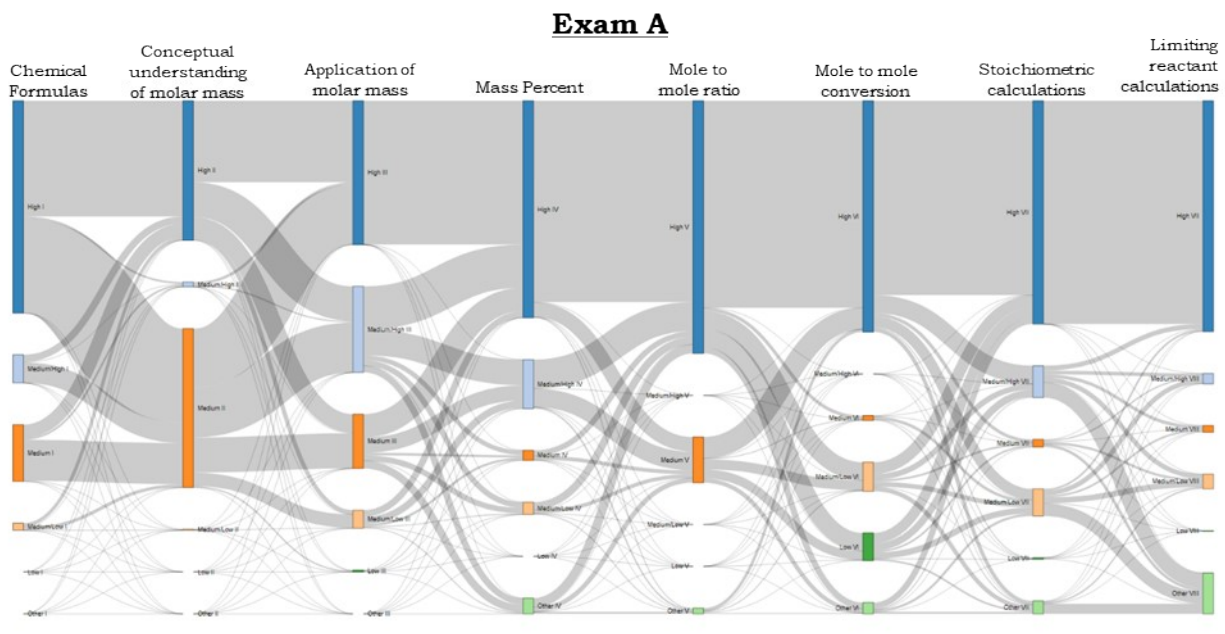 Exam A
Chemical
Formulas
Conceptual
understanding
of molar mass
Application of
molar mass
Mass Percent
Mole to
mole ratio
Mole to mole
conversion
Stoichiometric
calculations
Limiting
reactant
calculations
High I
Medium/High I
Medium I
Medium/Low I
Low I
Other I
High II
Medium/High II
Medium II
Medium/Low II
Low II
Other II
High III
Medium/High III
Medium III
Medium/Low III
Low III
Other III
High IV
Medium/High IV
Medium IV
Medium/Low IV
Low IV
Other IV
High V
Medium/High V
Medium V
Medium/Low V
Low V
Other V
High VI
Medium/High VI
Medium VI
Medium/Low VI
Low VI
Other VI
High VII
Medium/High VII
Medium VII
Medium/Low VII
Low VII
Other VII
High VIII
Medium/High VIII
Medium VIII
Medium/Low VIII
Low VIII
Other VIII